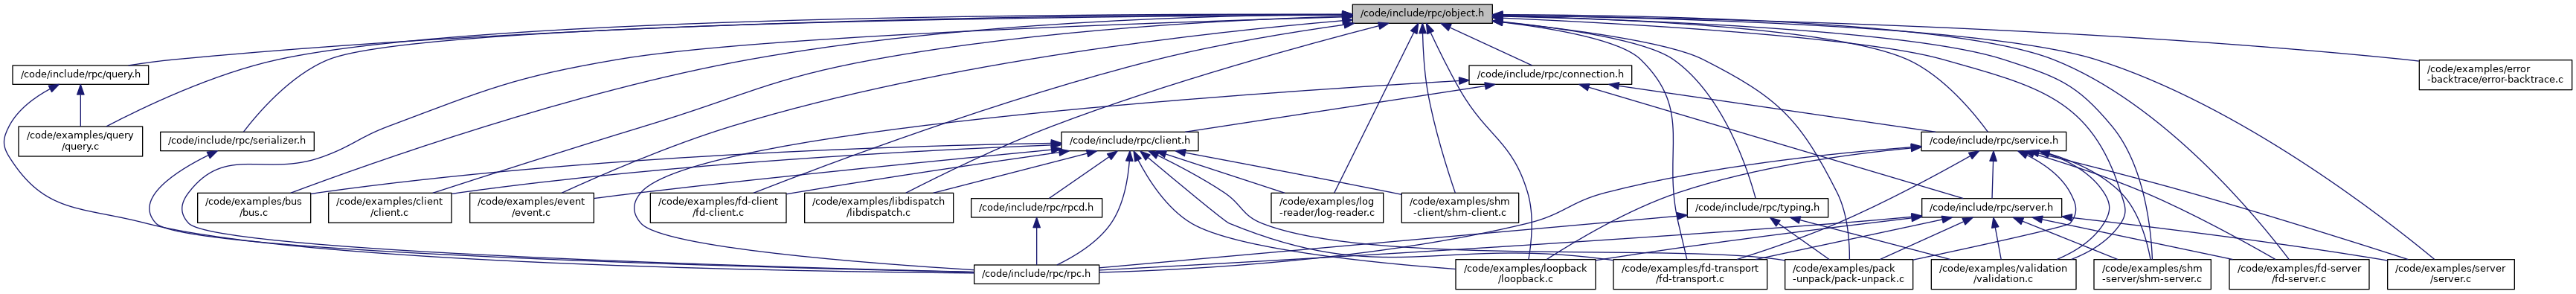 /code/include/rpc/object.h
/code/include/rpc/query.h
/code/include/rpc/connection.h
/code/examples/error
-backtrace/error-backtrace.c
/code/examples/query
/query.c
/code/include/rpc/serializer.h
/code/include/rpc/client.h
/code/include/rpc/service.h
/code/examples/bus
/bus.c
/code/examples/client
/client.c
/code/examples/event
/event.c
/code/examples/fd-client
/fd-client.c
/code/examples/libdispatch
/libdispatch.c
/code/include/rpc/rpcd.h
/code/examples/log
-reader/log-reader.c
/code/examples/shm
-client/shm-client.c
/code/include/rpc/typing.h
/code/include/rpc/server.h
/code/include/rpc/rpc.h
/code/examples/loopback
/loopback.c
/code/examples/fd-transport
/fd-transport.c
/code/examples/pack
-unpack/pack-unpack.c
/code/examples/validation
/validation.c
/code/examples/shm
-server/shm-server.c
/code/examples/fd-server
/fd-server.c
/code/examples/server
/server.c